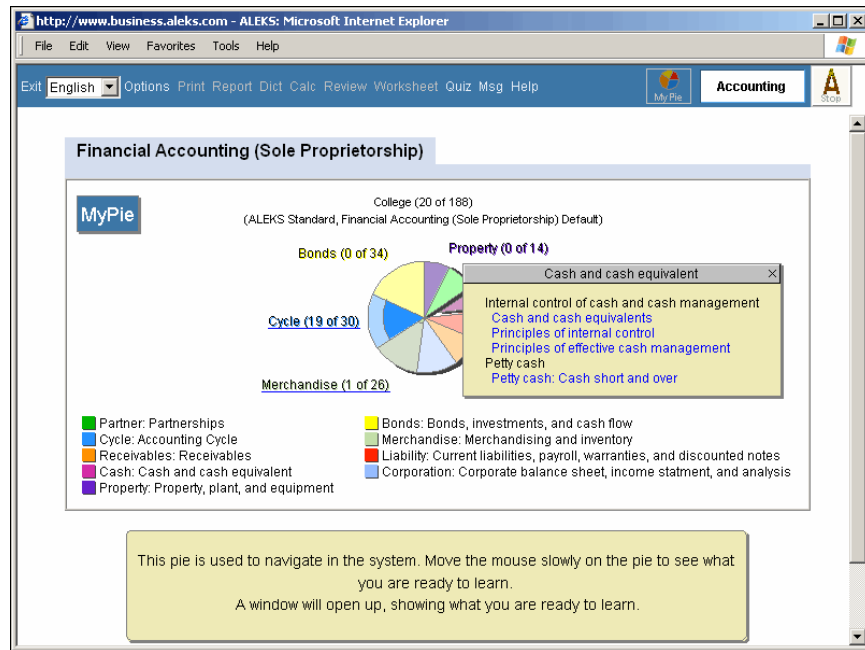 http://www.business.aleks.com - ALEKS: Microsoft Internet Explorer
File Edit View Favorites Tools Help
Exit English Options Print Report Dict Calc Review Worksheet Quiz Msg Help MyPie Accounting Stop
Financial Accounting (Sole Proprietorship)
MyPie
College (20 of 188)
(ALEKS Standard, Financial Accounting (Sole Proprietorship) Default)
Bonds (0 of 34)
Property (0 of 14)
Cash and cash equivalent
Internal control of cash and cash management
Cash and cash equivalents
Principles of internal control
Principles of effective cash management
Petty cash
Petty cash: Cash short and over
Cycle (19 of 30)
Merchandise (1 of 26)
Partner: Partnerships
Cycle: Accounting Cycle
Receivables: Receivables
Cash: Cash and cash equivalent
Property: Property, plant, and equipment
Bonds: Bonds, investments, and cash flow
Merchandise: Merchandising and inventory
Liability: Current liabilities, payroll, warranties, and discounted notes
Corporation: Corporate balance sheet, income statment, and analysis
This pie is used to navigate in the system. Move the mouse slowly on the pie to see what
you are ready to learn.
A window will open up, showing what you are ready to learn.